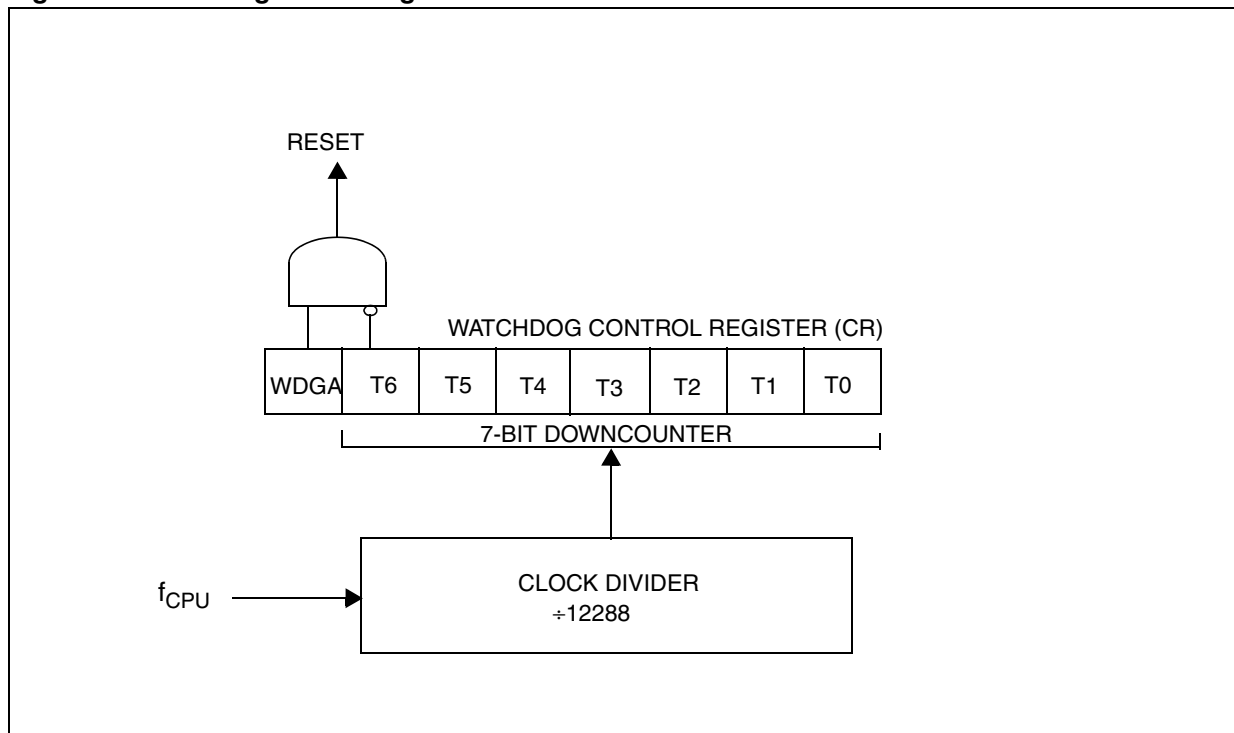 RESET
WATCHDOG CONTROL REGISTER (CR)
WDGA T6 T5 T4 T3 T2 T1 T0
7-BIT DOWNCOUNTER
fCPU
CLOCK DIVIDER
÷12288